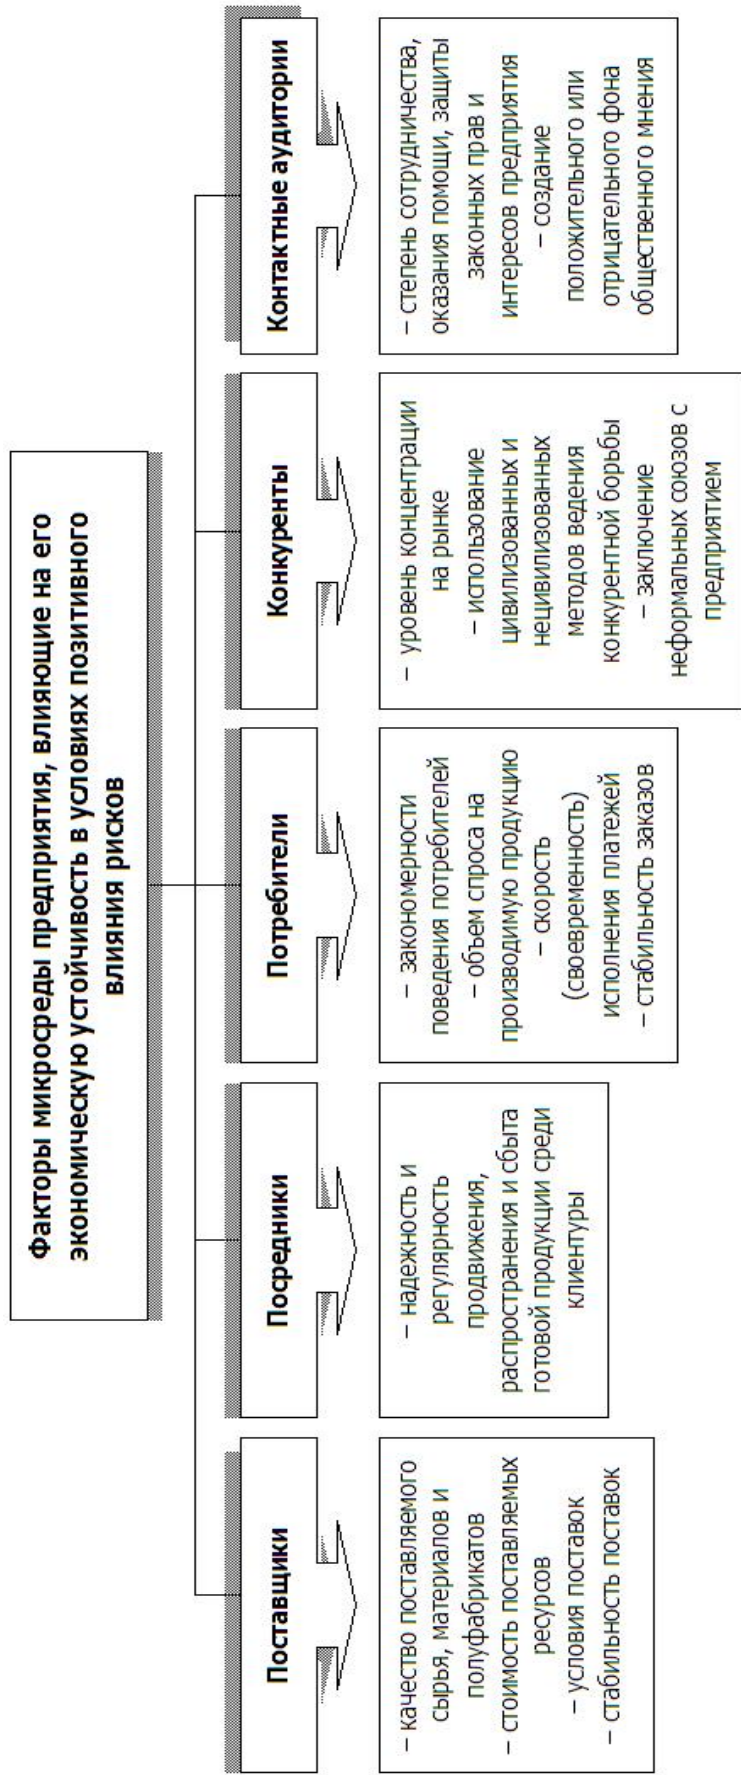 Факторы микросреды предприятия, влияющие на его
экономическую устойчивость в условиях позитивного
влияния рисков
Поставщики
– качество поставляемого
сырья, материалов и
полуфабрикатов
– стоимость поставляемых
ресурсов
– условия поставок
– стабильность поставок
Посредники
– надежность и
регулярность
продвижения,
распространения и сбыта
готовой продукции среди
клиентуры
Потребители
– закономерности
поведения потребителей
– объем спроса на
производимую продукцию
– скорость
(своевременность)
исполнения платежей
– стабильность заказов
Конкуренты
– уровень концентрации
на рынке
– использование
цивилизованных и
нецивилизованных
методов ведения
конкурентной борьбы
– заключение
неформальных союзов с
предприятием
Контактные аудитории
– степень сотрудничества,
оказания помощи, защиты
законных прав и
интересов предприятия
– создание
положительного или
отрицательного фона
общественного мнения